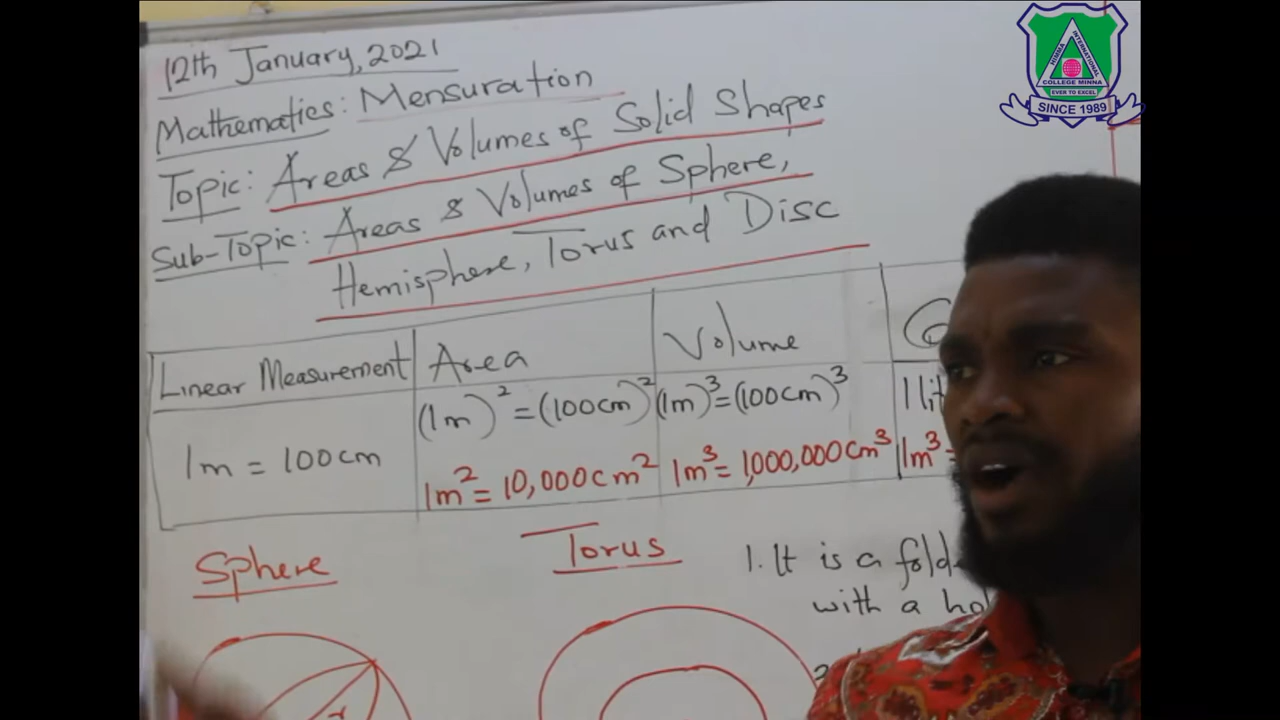 12th January, 2021
Mathematics: Mensuration
Topic: Areas & Volumes of Solid Shapes
Sub-Topic: Areas & Volumes of Sphere,
Hemisphere, Torus and Disc
Linear Measurement
Area
Volume
1m = 100cm
(1m)² = (100cm)²
1m² = 10,000cm²
(1m)³ = (100cm)³
1m³ = 1,000,000cm³
1 lit
1m³ =
Sphere
Torus
1. It is a fold
with a ho
r
HIMMA INTERNATIONAL
COLLEGE MINNA
EVER TO EXCEL
SINCE 1989